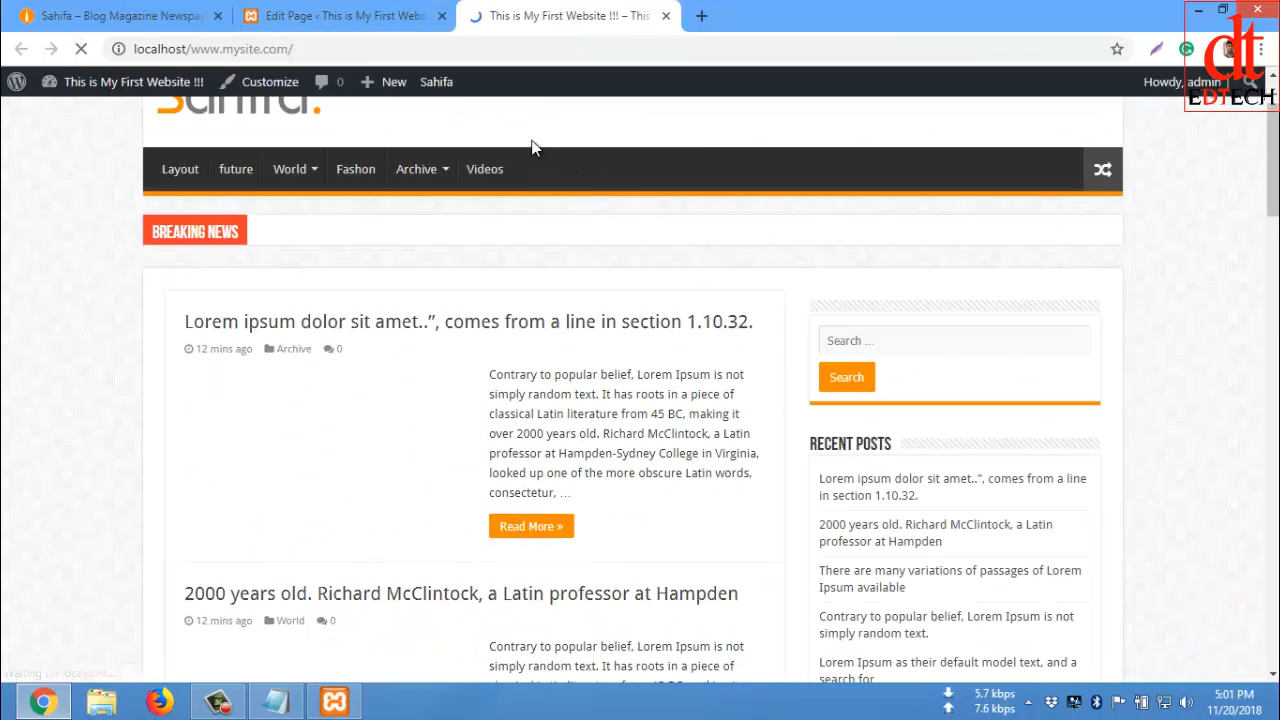 Sahifa – Blog Magazine Newspa
Edit Page ‹ This is My First Webs
This is My First Website !!! – This
localhost/www.mysite.com/
This is My First Website !!!
Customize
0
New
Sahifa
Howdy, admin
dt
EDTECH
Sahifa.
Layout
future
World
Fashon
Archive
Videos
BREAKING NEWS
Lorem ipsum dolor sit amet..”, comes from a line in section 1.10.32.
12 mins ago
Archive
0
Contrary to popular belief, Lorem Ipsum is not
simply random text. It has roots in a piece of
classical Latin literature from 45 BC, making it
over 2000 years old. Richard McClintock, a Latin
professor at Hampden-Sydney College in Virginia,
looked up one of the more obscure Latin words,
consectetur, …
Read More »
2000 years old. Richard McClintock, a Latin professor at Hampden
12 mins ago
World
0
Contrary to popular belief, Lorem Ipsum is not
simply random text. It has roots in a piece of
Search ...
Search
RECENT POSTS
Lorem ipsum dolor sit amet..”, comes from a line
in section 1.10.32.
2000 years old. Richard McClintock, a Latin
professor at Hampden
There are many variations of passages of Lorem
Ipsum available
Contrary to popular belief, Lorem Ipsum is not
simply random text.
Lorem Ipsum as their default model text, and a
search for
Waiting for localhost...
5.7 kbps
7.6 kbps
5:01 PM
11/20/2018